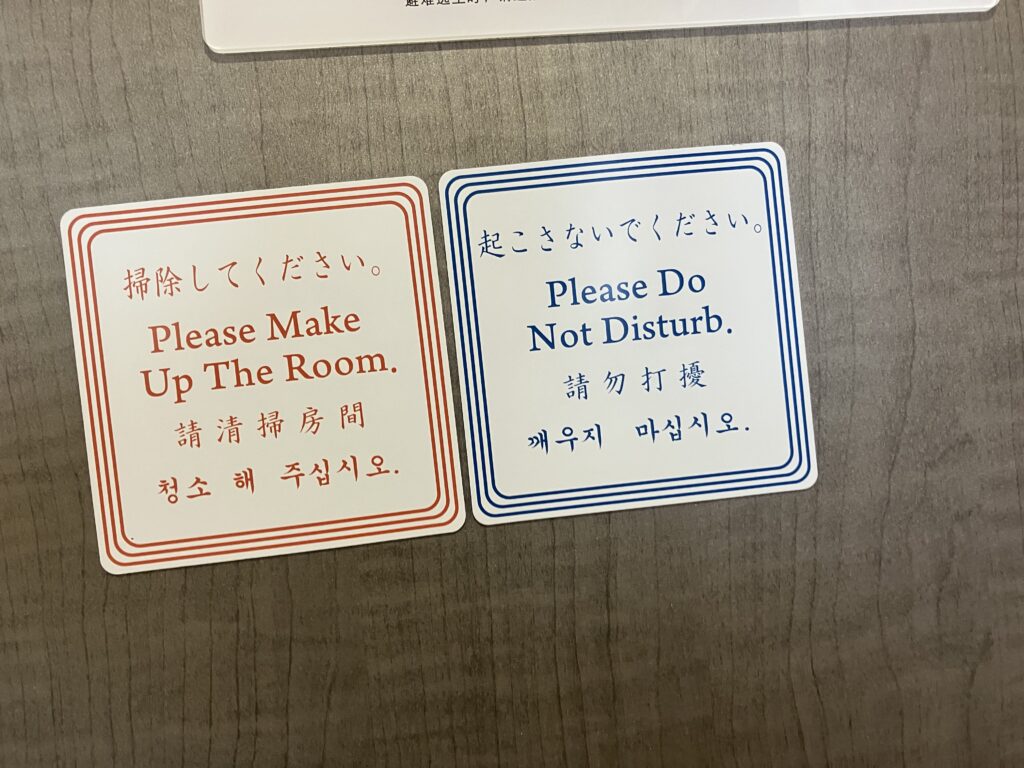 掃除してください。
Please Make
Up The Room.
請清掃房間
청소 해 주십시오.
起こさないでください。
Please Do
Not Disturb.
請勿打擾
깨우지 마십시오.